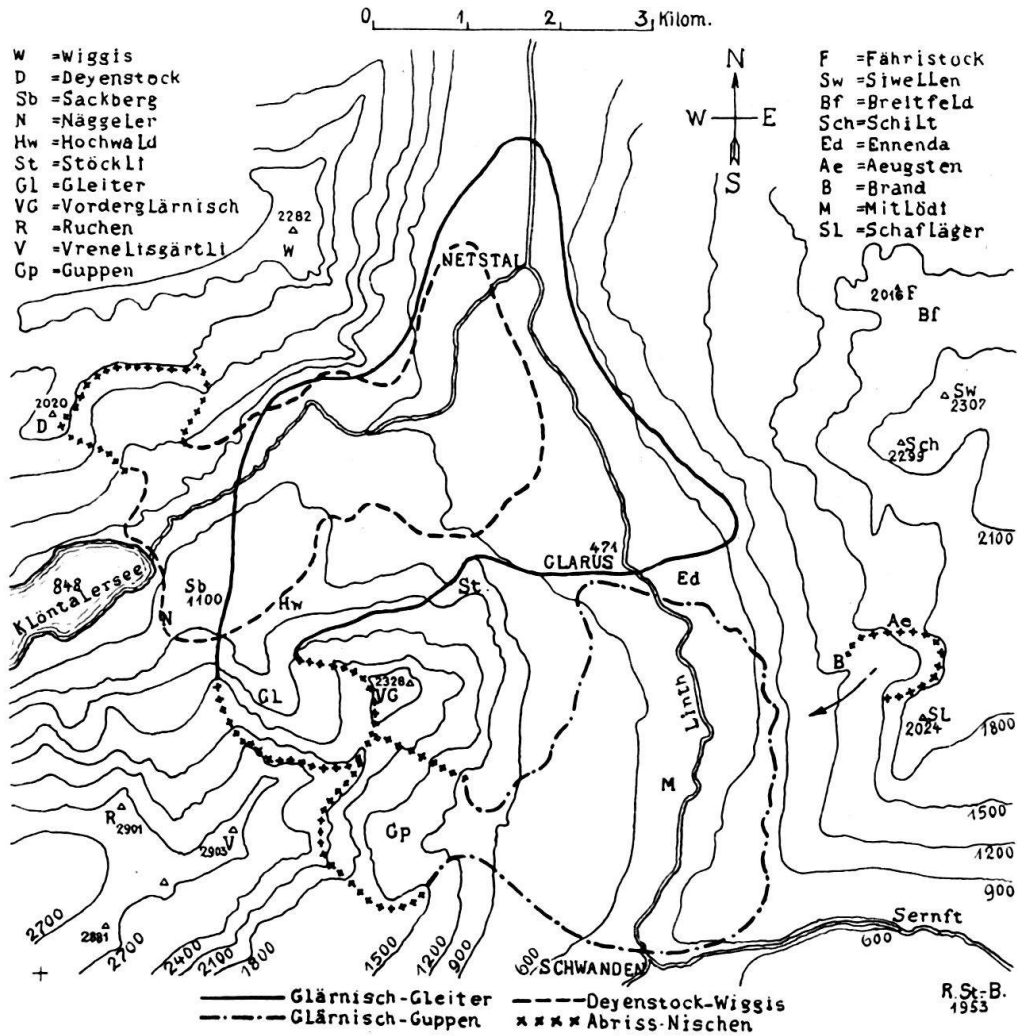 0 1 2 3 Kilom.
W =Wiggis
D =Deyenstock
Sb =Sackberg
N =Näggeler
Hw =Hochwald
St =Stöckli
Gl =Gleiter
VG =Vorderglärnisch
R =Ruchen
V =Vrenelisgärtli
Gp =Guppen
N
W E
S
F =Fähristock
Sw =Siwellen
Bf =Breitfeld
Sch=Schilt
Ed =Ennenda
Ae =Aeugsten
B =Brand
M =Mitlödi
SL =Schafläger
2282
W
NETSTAL
2016 F
Bf
2020
D
Sw
2307
Sch
2299
2100
848
Klöntalersee
Sb
1100
N
Hw
St.
GLARUS
471
Ed
Ae
B
Gl
2328
VG
Linth
SL
2024
1800
M
R
2901
V
2903
Gp
1500
1200
900
Sernft
600
2700
2881
2700
2400
2100
1800
1500
1200
900
600
SCHWANDEN
Glärnisch-Gleiter
Deyenstock-Wiggis
Glärnisch-Guppen
Abriss-Nischen
R.St.-B.
1953